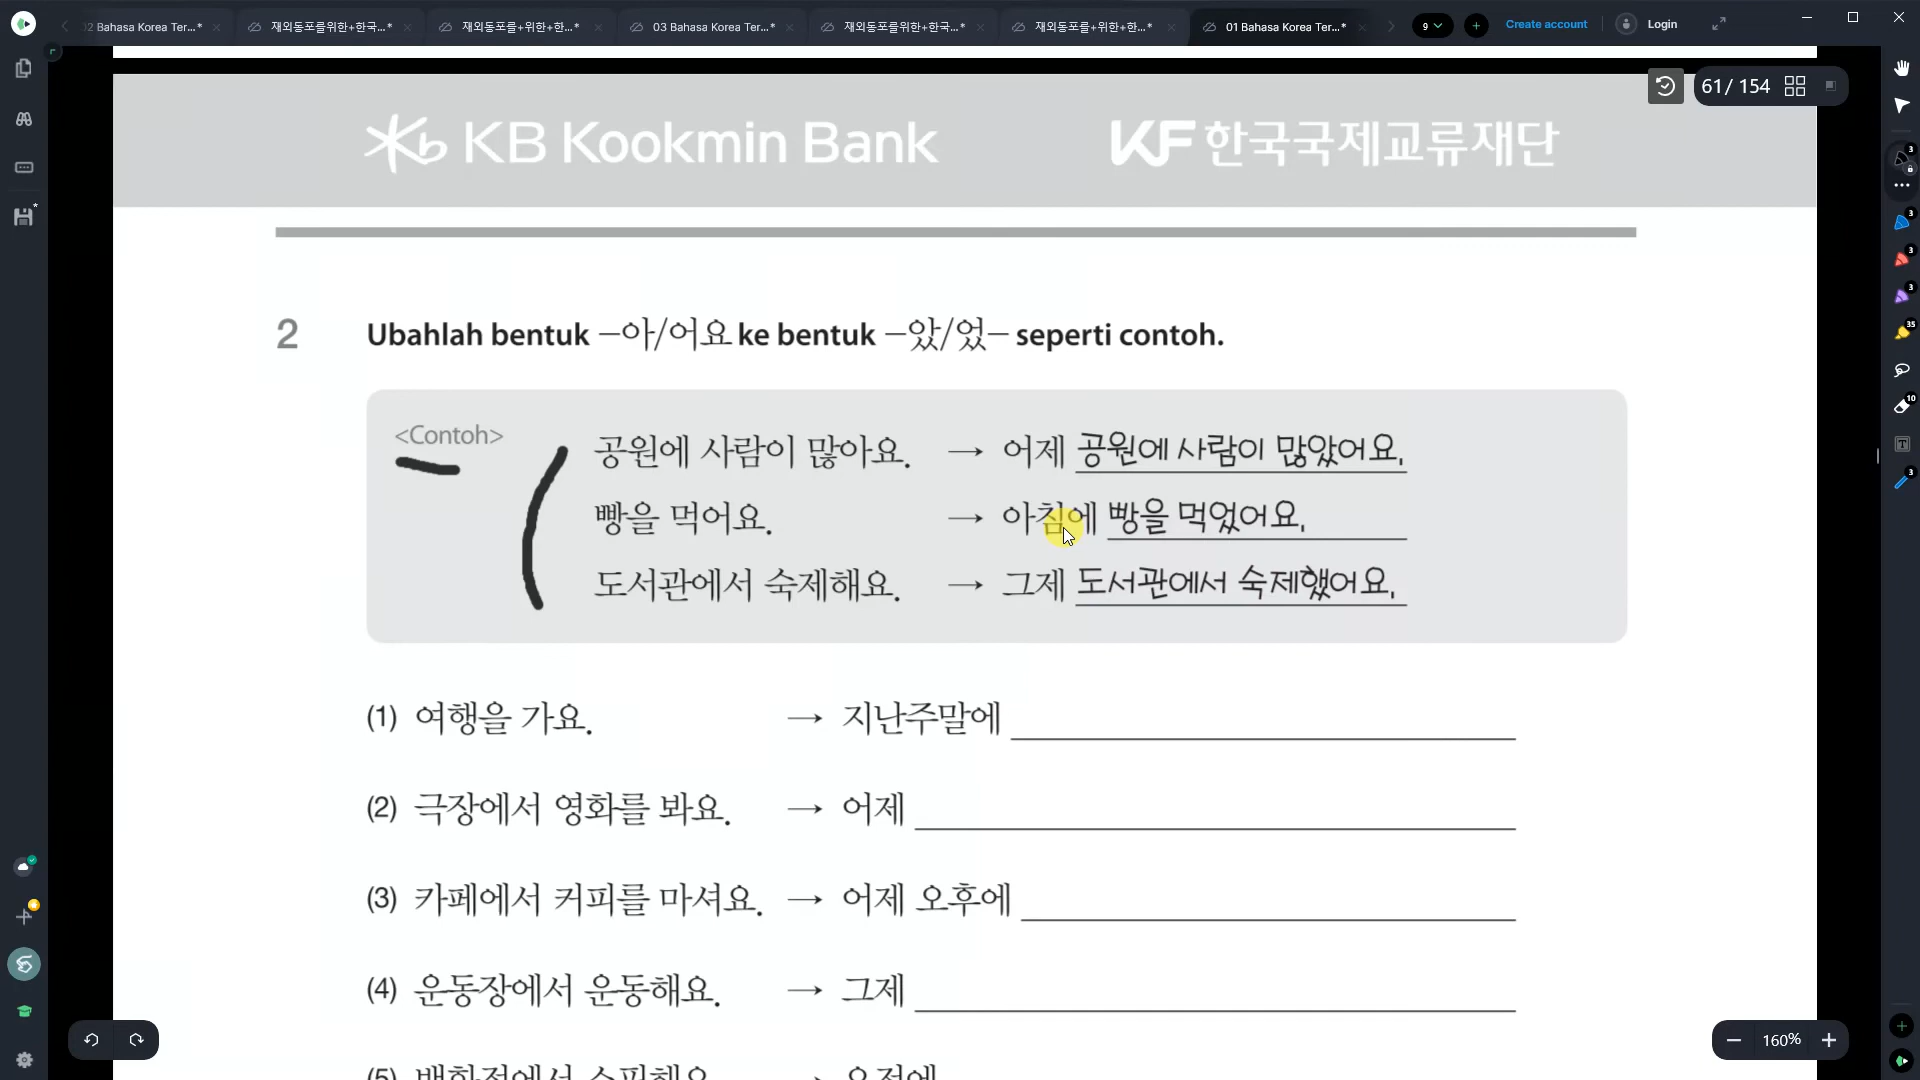 2 Bahasa Korea Ter...* 재외동포를위한+한국...* 재외동포를+위한+한...* 03 Bahasa Korea Ter...* 재외동포를위한+한국...* 재외동포를+위한+한...* 01 Bahasa Korea Ter...* 9 Create account Login
61 / 154
KB Kookmin Bank KF 한국국제교류재단
2 Ubahlah bentuk –아/어요 ke bentuk –았/었– seperti contoh.
<Contoh> 공원에 사람이 많아요. → 어제 공원에 사람이 많았어요.
빵을 먹어요. → 아침에 빵을 먹었어요.
도서관에서 숙제해요. → 그제 도서관에서 숙제했어요.
(1) 여행을 가요. → 지난주말에
(2) 극장에서 영화를 봐요. → 어제
(3) 카페에서 커피를 마셔요. → 어제 오후에
(4) 운동장에서 운동해요. → 그제
160%